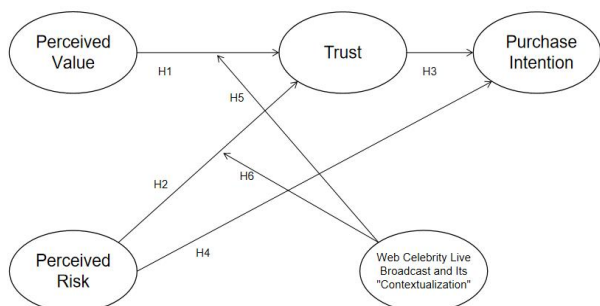 Perceived
Value
H1
Trust
H3
Purchase
Intention
H5
H2
H6
H4
Perceived
Risk
Web Celebrity Live
Broadcast and Its
"Contextualization"